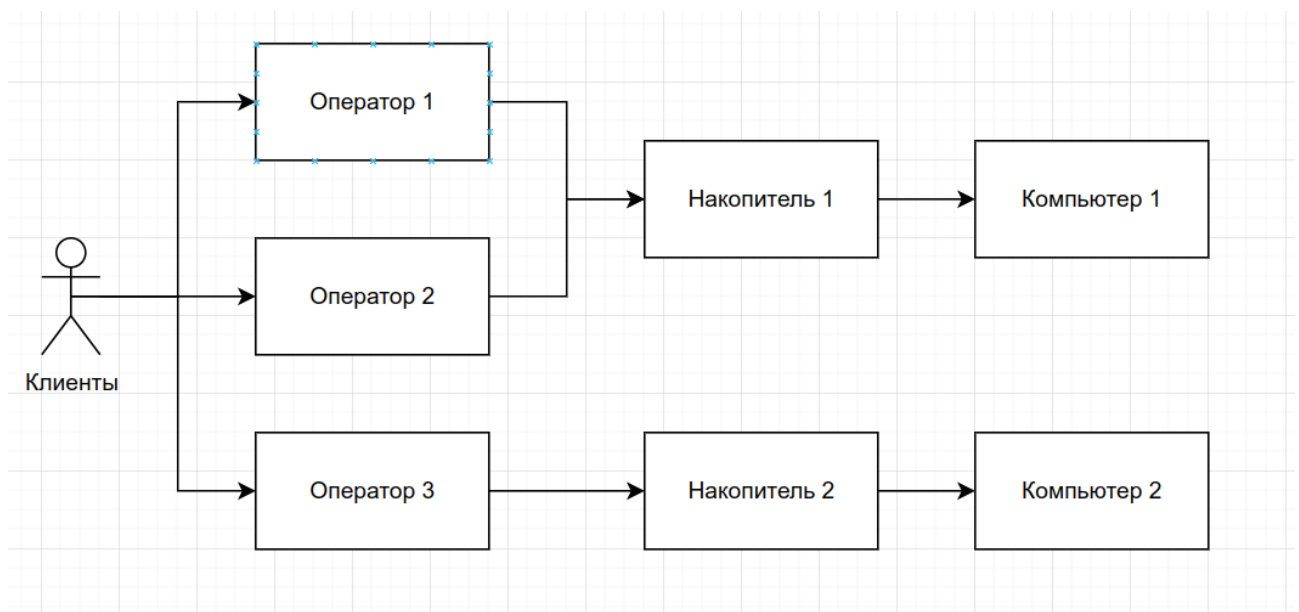 Оператор 1
Накопитель 1
Компьютер 1
Оператор 2
Клиенты
Оператор 3
Накопитель 2
Компьютер 2